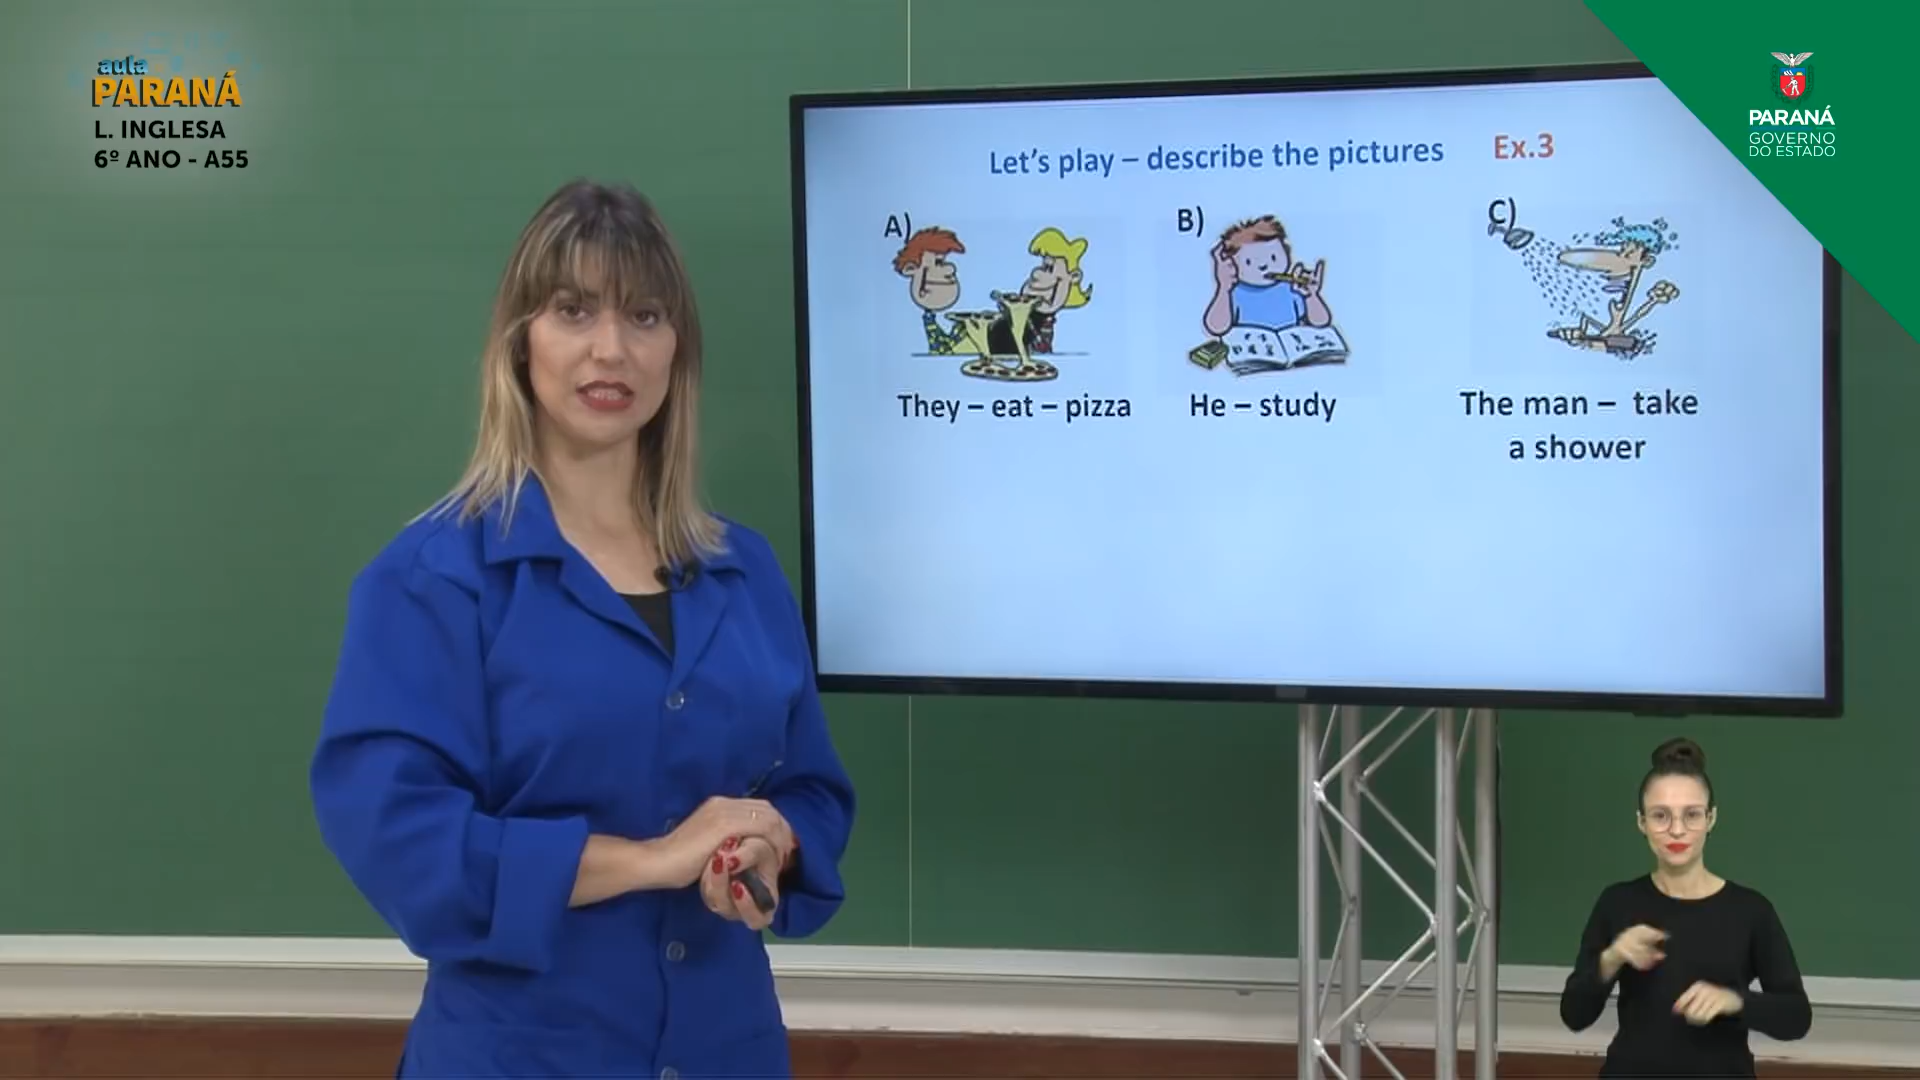 aula
PARANÁ
L. INGLESA
6º ANO - A55
Let's play – describe the pictures
Ex.3
A)
B)
C)
They – eat – pizza
He – study
The man – take
a shower
PARANÁ
GOVERNO
DO ESTADO